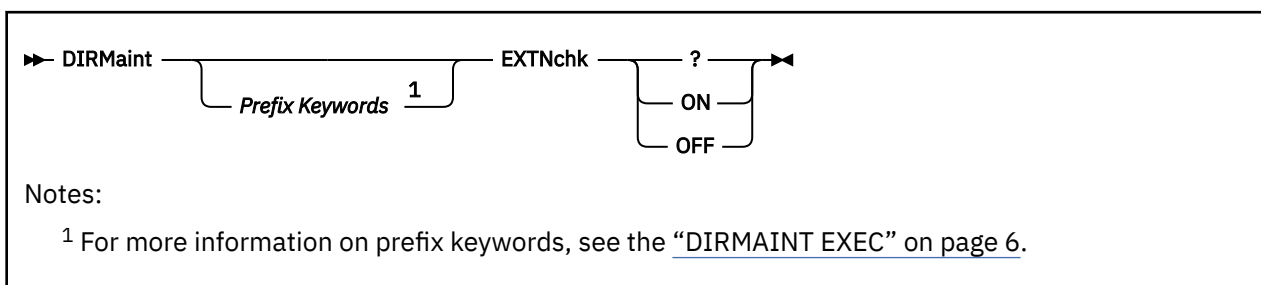 DIRMaint Prefix Keywords 1 EXTNchk ?
ON
OFF
Notes:
1 For more information on prefix keywords, see the “DIRMAINT EXEC” on page 6.